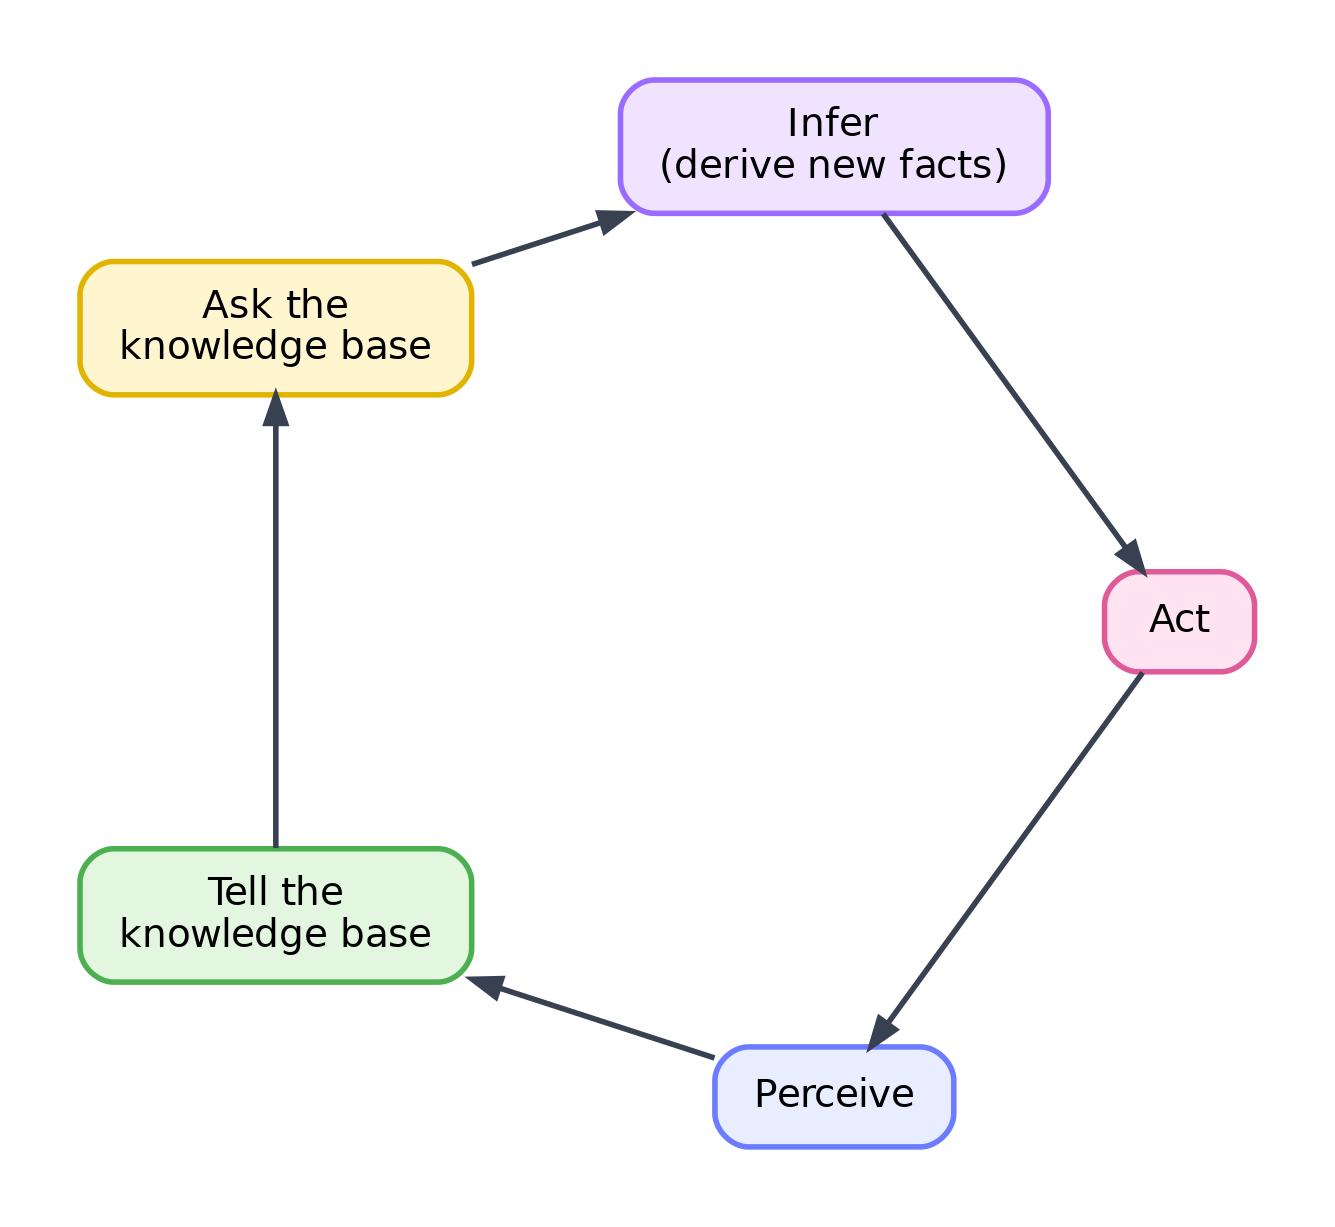 Infer
(derive new facts)
Ask the
knowledge base
Act
Tell the
knowledge base
Perceive